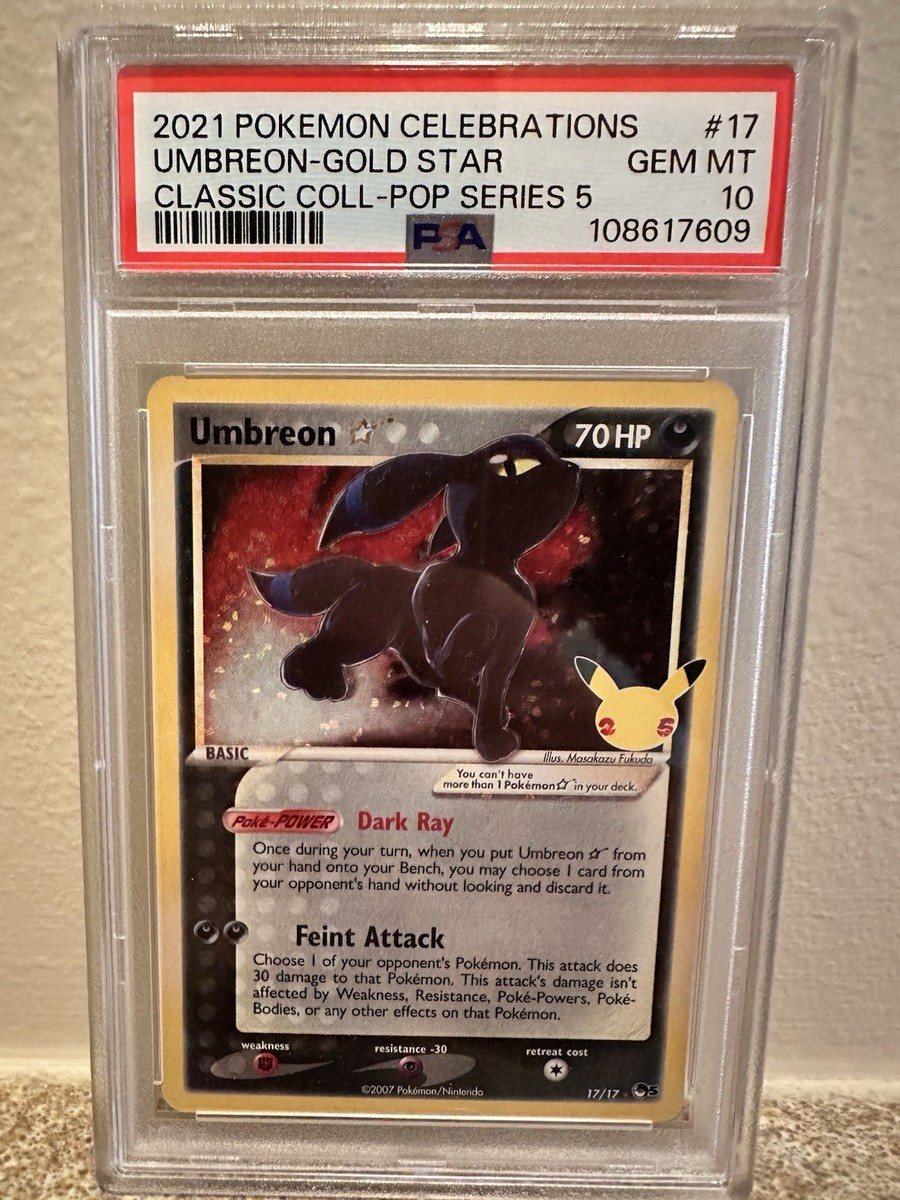 2021 POKEMON CELEBRATIONS #17
UMBREON-GOLD STAR GEM MT
CLASSIC COLL-POP SERIES 5 10
PSA 108617609
Umbreon ☆ 70 HP
2 5
BASIC
Illus. Masakazu Fukuda
You can't have
more than 1 Pokémon☆ in your deck.
Poké-POWER Dark Ray
Once during your turn, when you put Umbreon ☆ from
your hand onto your Bench, you may choose 1 card from
your opponent's hand without looking and discard it.
Feint Attack
Choose 1 of your opponent's Pokémon. This attack does
30 damage to that Pokémon. This attack's damage isn't
affected by Weakness, Resistance, Poké-Powers, Poké-
Bodies, or any other effects on that Pokémon.
weakness resistance -30 retreat cost
©2007 Pokémon/Nintendo 17/17 5